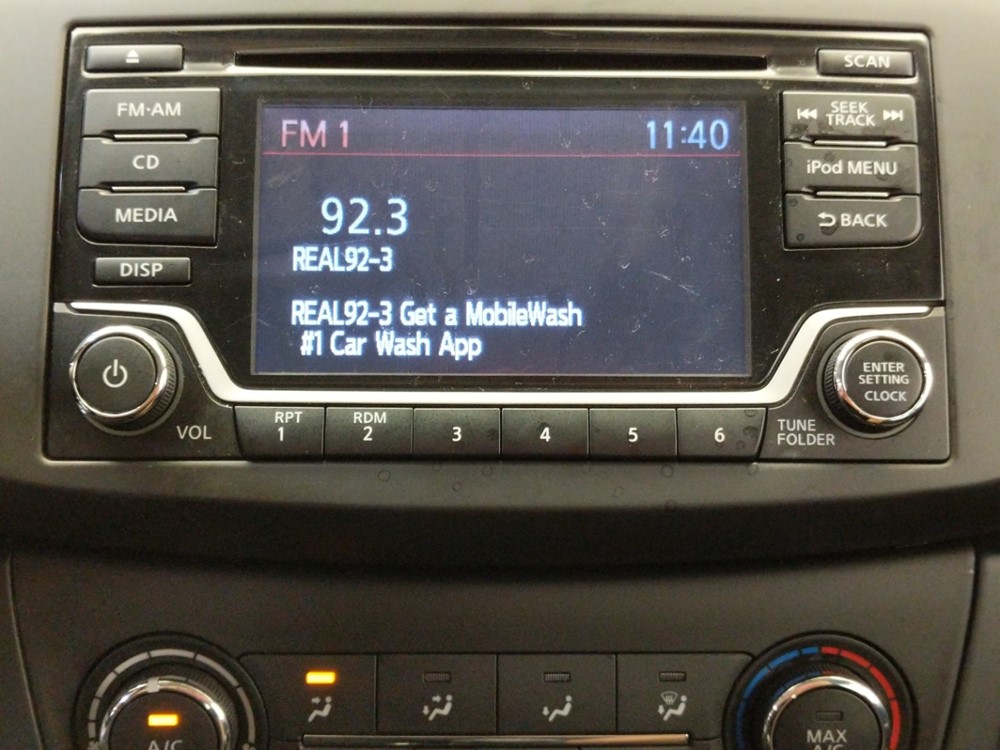 SCAN
FM·AM
CD
MEDIA
DISP
FM 1
11:40
92.3
REAL92-3
REAL92-3 Get a MobileWash
#1 Car Wash App
SEEK
TRACK
iPod MENU
BACK
VOL
RPT
1
RDM
2
3
4
5
6
TUNE
FOLDER
ENTER
SETTING
CLOCK
A/C
MAX